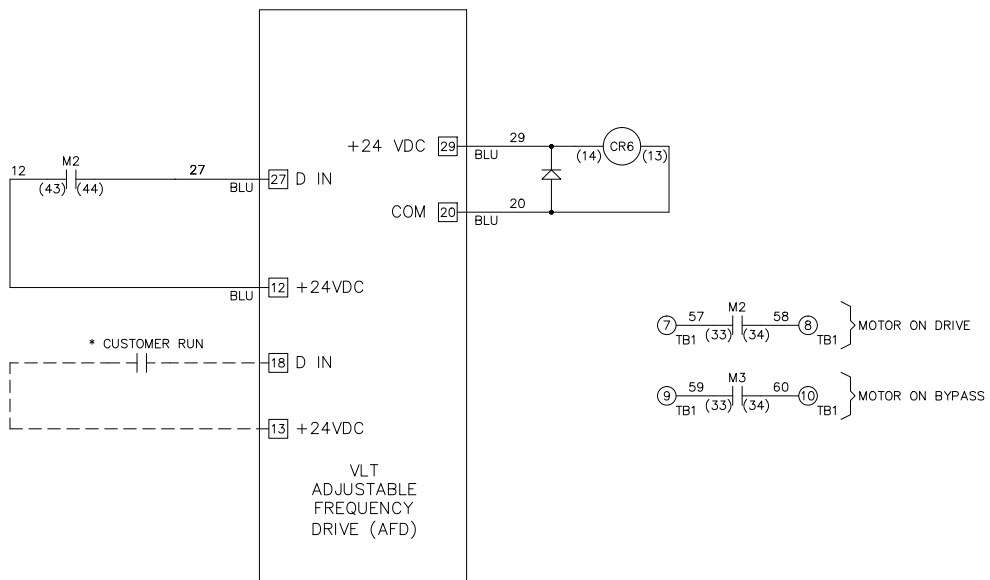 +24 VDC 29 29 BLU (14) CR6 (13)
12 M2 (43) (44) 27 BLU 27 D IN
COM 20 20 BLU
BLU 12 +24VDC
* CUSTOMER RUN
18 D IN
13 +24VDC
VLT
ADJUSTABLE
FREQUENCY
DRIVE (AFD)
7 TB1 57 (33) M2 (34) 58 8 TB1 MOTOR ON DRIVE
9 TB1 59 (33) M3 (34) 60 10 TB1 MOTOR ON BYPASS